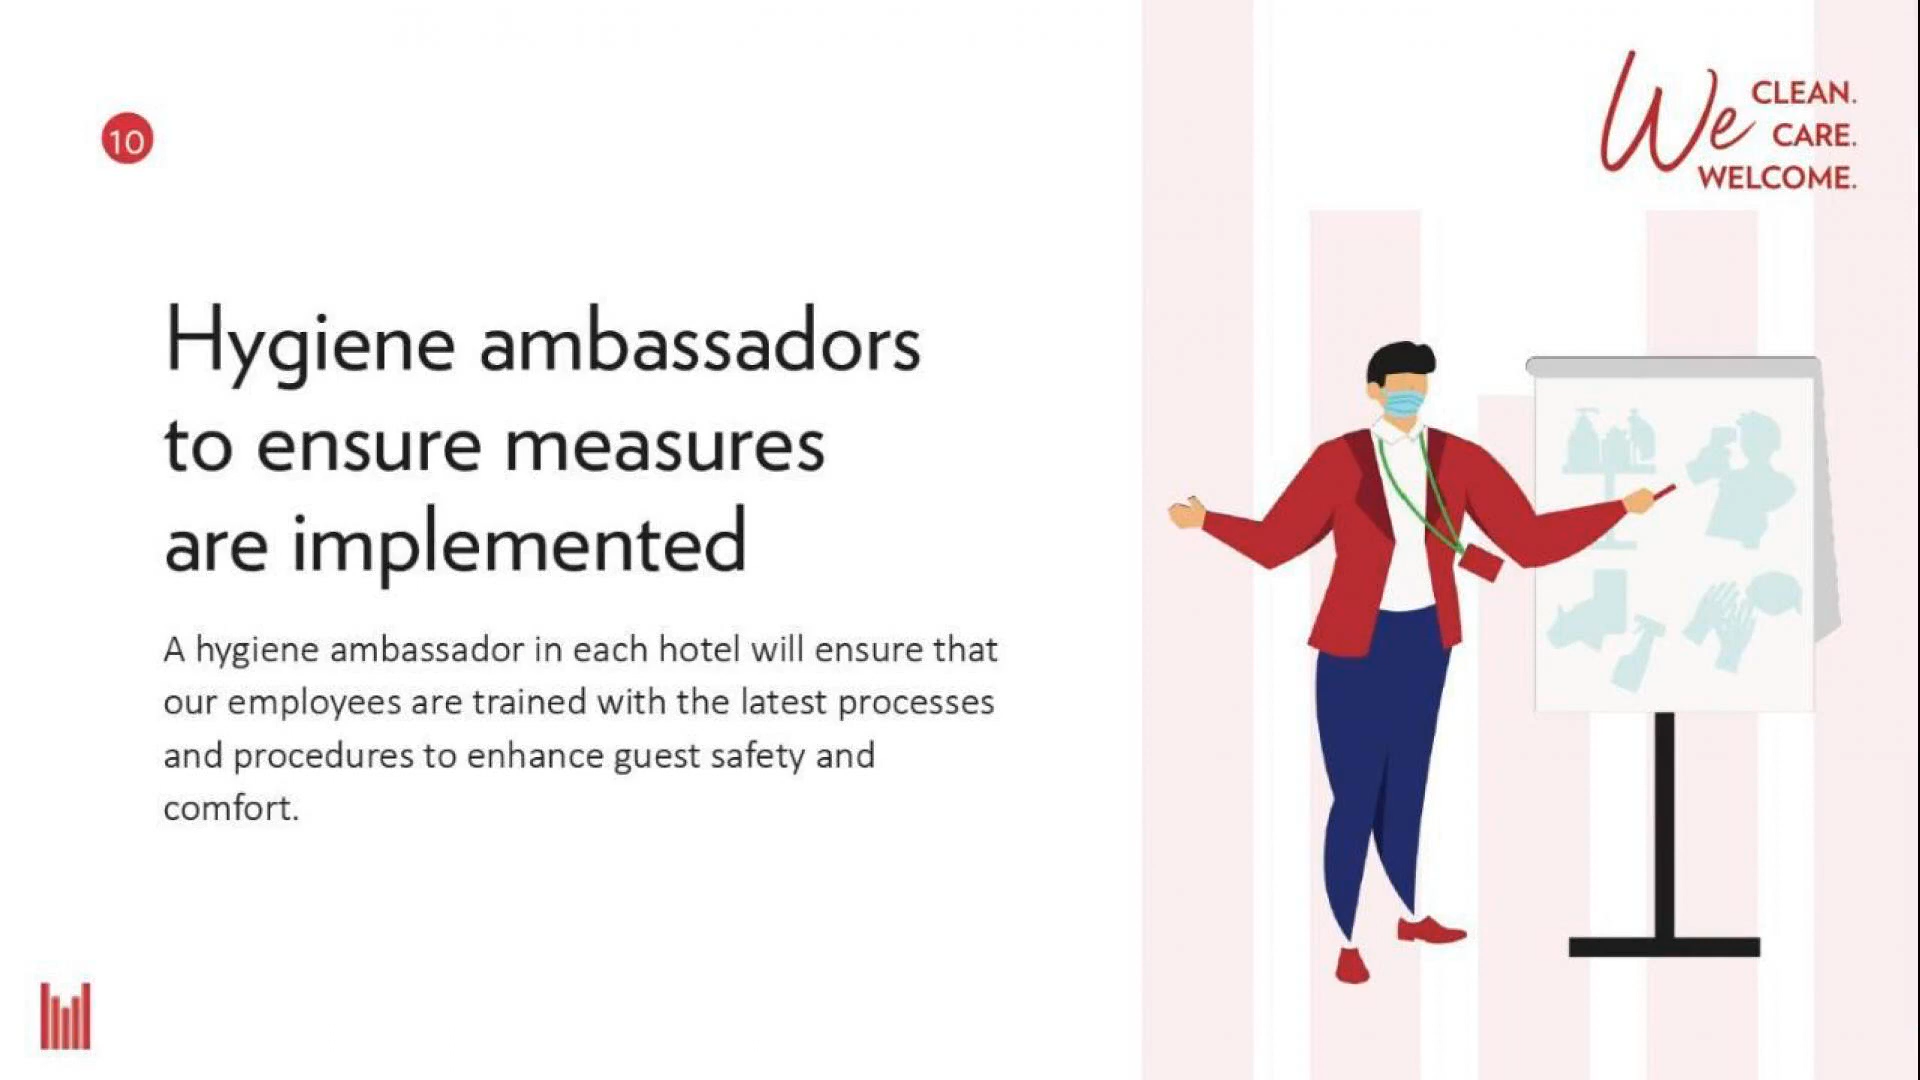 10
We CLEAN.
CARE.
WELCOME.
Hygiene ambassadors
to ensure measures
are implemented
A hygiene ambassador in each hotel will ensure that
our employees are trained with the latest processes
and procedures to enhance guest safety and
comfort.